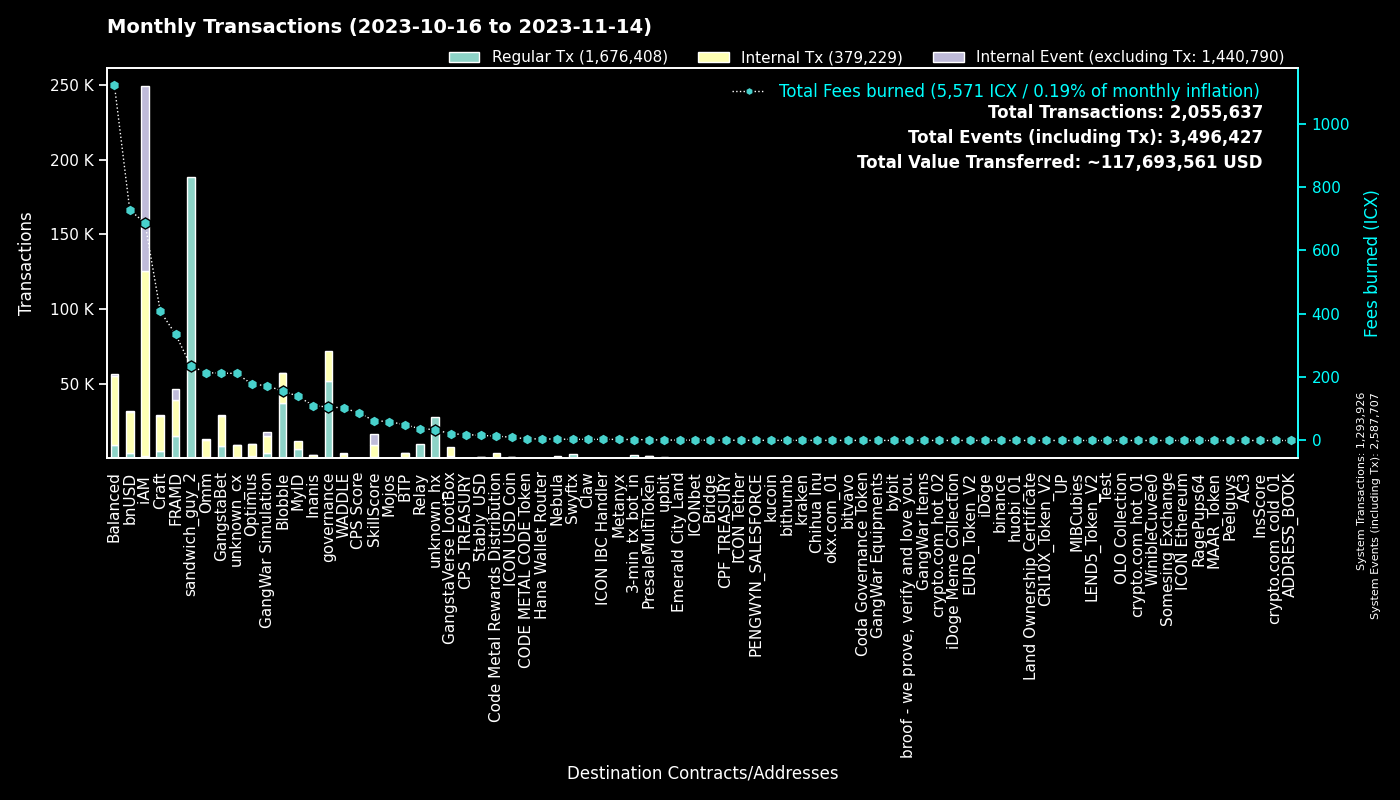 Monthly Transactions (2023-10-16 to 2023-11-14)
Regular Tx (1,676,408)
Internal Tx (379,229)
Internal Event (excluding Tx: 1,440,790)
Total Fees burned (5,571 ICX / 0.19% of monthly inflation)
Total Transactions: 2,055,637
Total Events (including Tx): 3,496,427
Total Value Transferred: ~117,693,561 USD
Transactions
250 K
200 K
150 K
100 K
50 K
1000
800
600
400
200
0
Fees burned (ICX)
System Transactions: 1,293,926
System Events (including Tx): 2,587,707
Balanced
bnUSD
iAM
Craft
FRAMD
sandwich_guy_2
Omm
GangstaBet
unknown_cx
Optimus
GangWar Simulation
Blobble
MyID
Inanis
governance
WADDLE
CPS Score
SkillScore
Mojos
BTP
Relay
unknown_hx
GangstaVerse LootBox
CPS_TREASURY
Stably_USD
Code Metal Rewards Distribution
ICON USD Coin
CODE METAL CODE Token
Hana Wallet Router
Nebula
Swyftx
Claw
ICON IBC Handler
Metanyx
3-min_tx_bot_in
PresaleMultiToken
upbit
Emerald City Land
ICONbet
Bridge
CPF_TREASURY
ICON Tether
PENGWYN_SALESFORCE
kucoin
bithumb
kraken
Chihua Inu
okx.com_01
bitvavo
Coda Governance Token
GangWar Equipments
bybit
broof - we prove, verify and love you.
GangWar Items
crypto.com_hot_02
iDoge Meme Collection
EURD_Token_V2
iDoge
binance
huobi_01
Land Ownership Certificate
CRI10X_Token_V2
UP
MIBCubies
LEND5_Token_V2
Test
OLO Collection
crypto.com_hot_01
WinbleCuvee0
Somesing Exchange
ICON Ethereum
RagePups64
MAAR_Token
Peelguys
AC3
InsScore
crypto.com_cold_01
ADDRESS_BOOK
Destination Contracts/Addresses